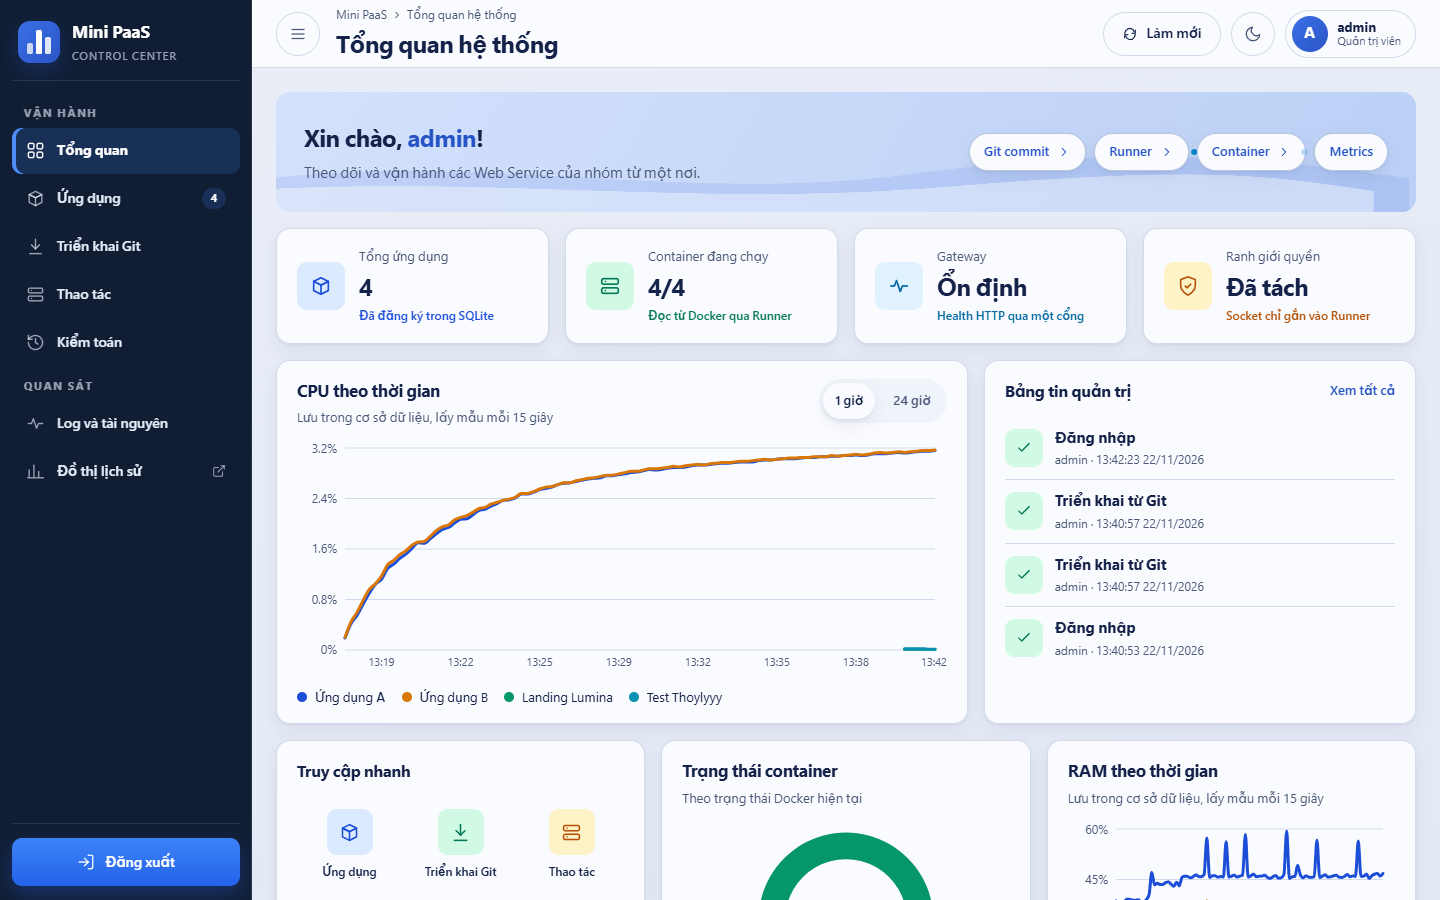 Mini PaaS
CONTROL CENTER
VẬN HÀNH
Tổng quan
Ứng dụng
4
Triển khai Git
Thao tác
Kiểm toán
QUAN SÁT
Log và tài nguyên
Đồ thị lịch sử
Đăng xuất
Mini PaaS > Tổng quan hệ thống
Tổng quan hệ thống
Làm mới
A
admin
Quản trị viên
Xin chào, admin!
Theo dõi và vận hành các Web Service của nhóm từ một nơi.
Git commit
Runner
Container
Metrics
Tổng ứng dụng
4
Đã đăng ký trong SQLite
Container đang chạy
4/4
Đọc từ Docker qua Runner
Gateway
Ổn định
Health HTTP qua một cổng
Ranh giới quyền
Đã tách
Socket chỉ gắn vào Runner
CPU theo thời gian
Lưu trong cơ sở dữ liệu, lấy mẫu mỗi 15 giây
1 giờ
24 giờ
3.2%
2.4%
1.6%
0.8%
0%
13:19 13:22 13:25 13:29 13:32 13:35 13:38 13:42
Ứng dụng A
Ứng dụng B
Landing Lumina
Test Thoylyyy
Bảng tin quản trị
Xem tất cả
Đăng nhập
admin · 13:42:23 22/11/2026
Triển khai từ Git
admin · 13:40:57 22/11/2026
Triển khai từ Git
admin · 13:40:57 22/11/2026
Đăng nhập
admin · 13:40:53 22/11/2026
Truy cập nhanh
Ứng dụng
Triển khai Git
Thao tác
Trạng thái container
Theo trạng thái Docker hiện tại
RAM theo thời gian
Lưu trong cơ sở dữ liệu, lấy mẫu mỗi 15 giây
60%
45%